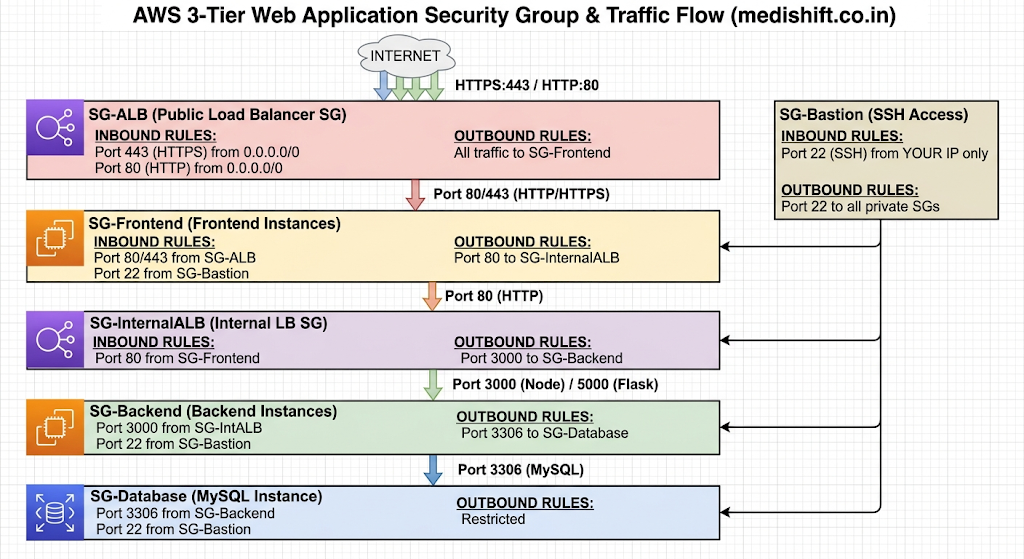 AWS 3-Tier Web Application Security Group & Traffic Flow (medishift.co.in)
INTERNET
HTTPS:443 / HTTP:80
SG-ALB (Public Load Balancer SG)
INBOUND RULES:
Port 443 (HTTPS) from 0.0.0.0/0
Port 80 (HTTP) from 0.0.0.0/0
OUTBOUND RULES:
All traffic to SG-Frontend
SG-Bastion (SSH Access)
INBOUND RULES:
Port 22 (SSH) from YOUR IP only
OUTBOUND RULES:
Port 22 to all private SGs
Port 80/443 (HTTP/HTTPS)
SG-Frontend (Frontend Instances)
INBOUND RULES:
Port 80/443 from SG-ALB
Port 22 from SG-Bastion
OUTBOUND RULES:
Port 80 to SG-InternalALB
Port 80 (HTTP)
SG-InternalALB (Internal LB SG)
INBOUND RULES:
Port 80 from SG-Frontend
OUTBOUND RULES:
Port 3000 to SG-Backend
Port 3000 (Node) / 5000 (Flask)
SG-Backend (Backend Instances)
Port 3000 from SG-IntALB
Port 22 from SG-Bastion
OUTBOUND RULES:
Port 3306 to SG-Database
Port 3306 (MySQL)
SG-Database (MySQL Instance)
Port 3306 from SG-Backend
Port 22 from SG-Bastion
OUTBOUND RULES:
Restricted